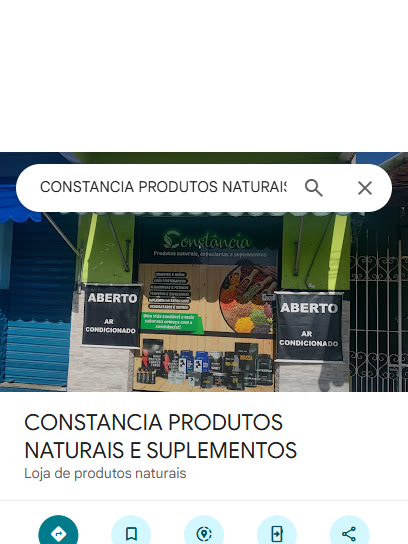 CONSTANCIA PRODUTOS NATURAIS
Constância
Produtos naturais, especiarias e suplementos
ABERTO
AR
CONDICIONADO
Uma vida saudável e mais
saborosa começa com a
constância!!
ABERTO
AR
CONDICIONADO
CONSTANCIA PRODUTOS
NATURAIS E SUPLEMENTOS
Loja de produtos naturais